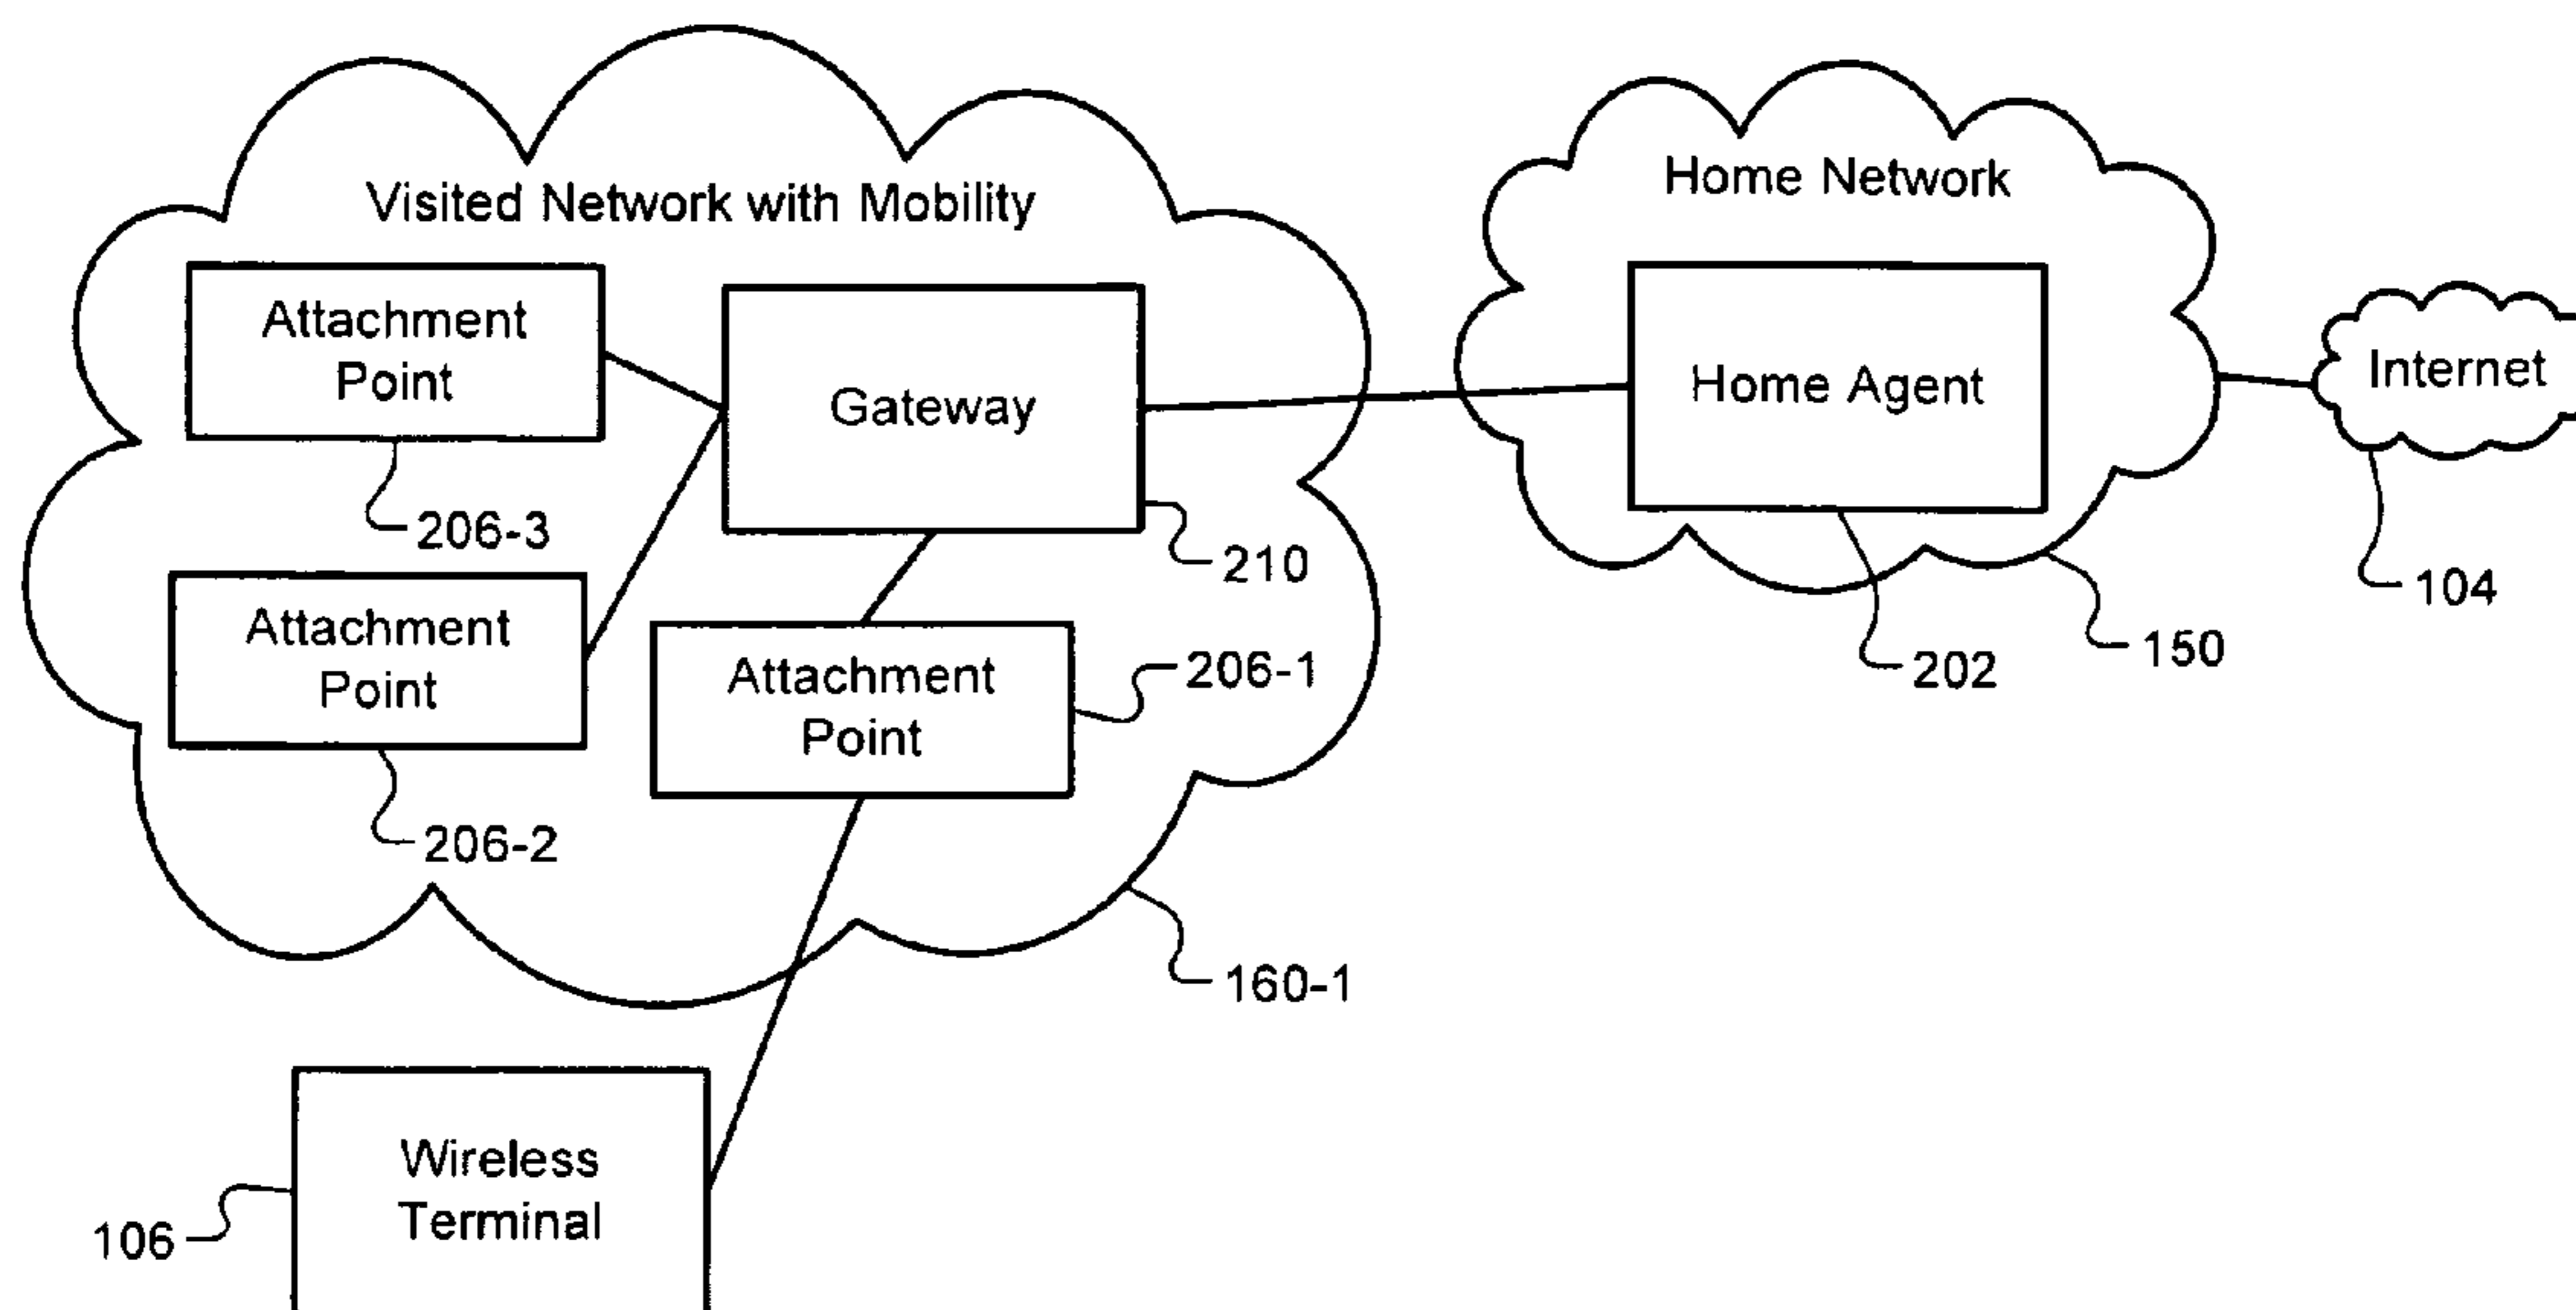 Visited Network with Mobility
Attachment
Point
206-3
Gateway
210
Attachment
Point
206-2
Attachment
Point
206-1
160-1
Wireless
Terminal
106
Home Network
Home Agent
202
150
Internet
104